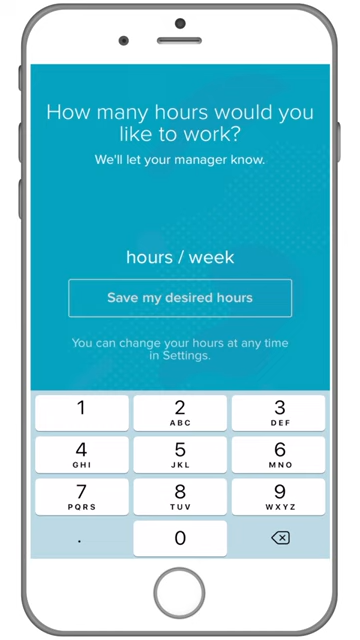 How many hours would you
like to work?
We'll let your manager know.
hours / week
Save my desired hours
You can change your hours at any time
in Settings.
1 2 3
ABC DEF
4 5 6
GHI JKL MNO
7 8 9
PQRS TUV WXYZ
. 0